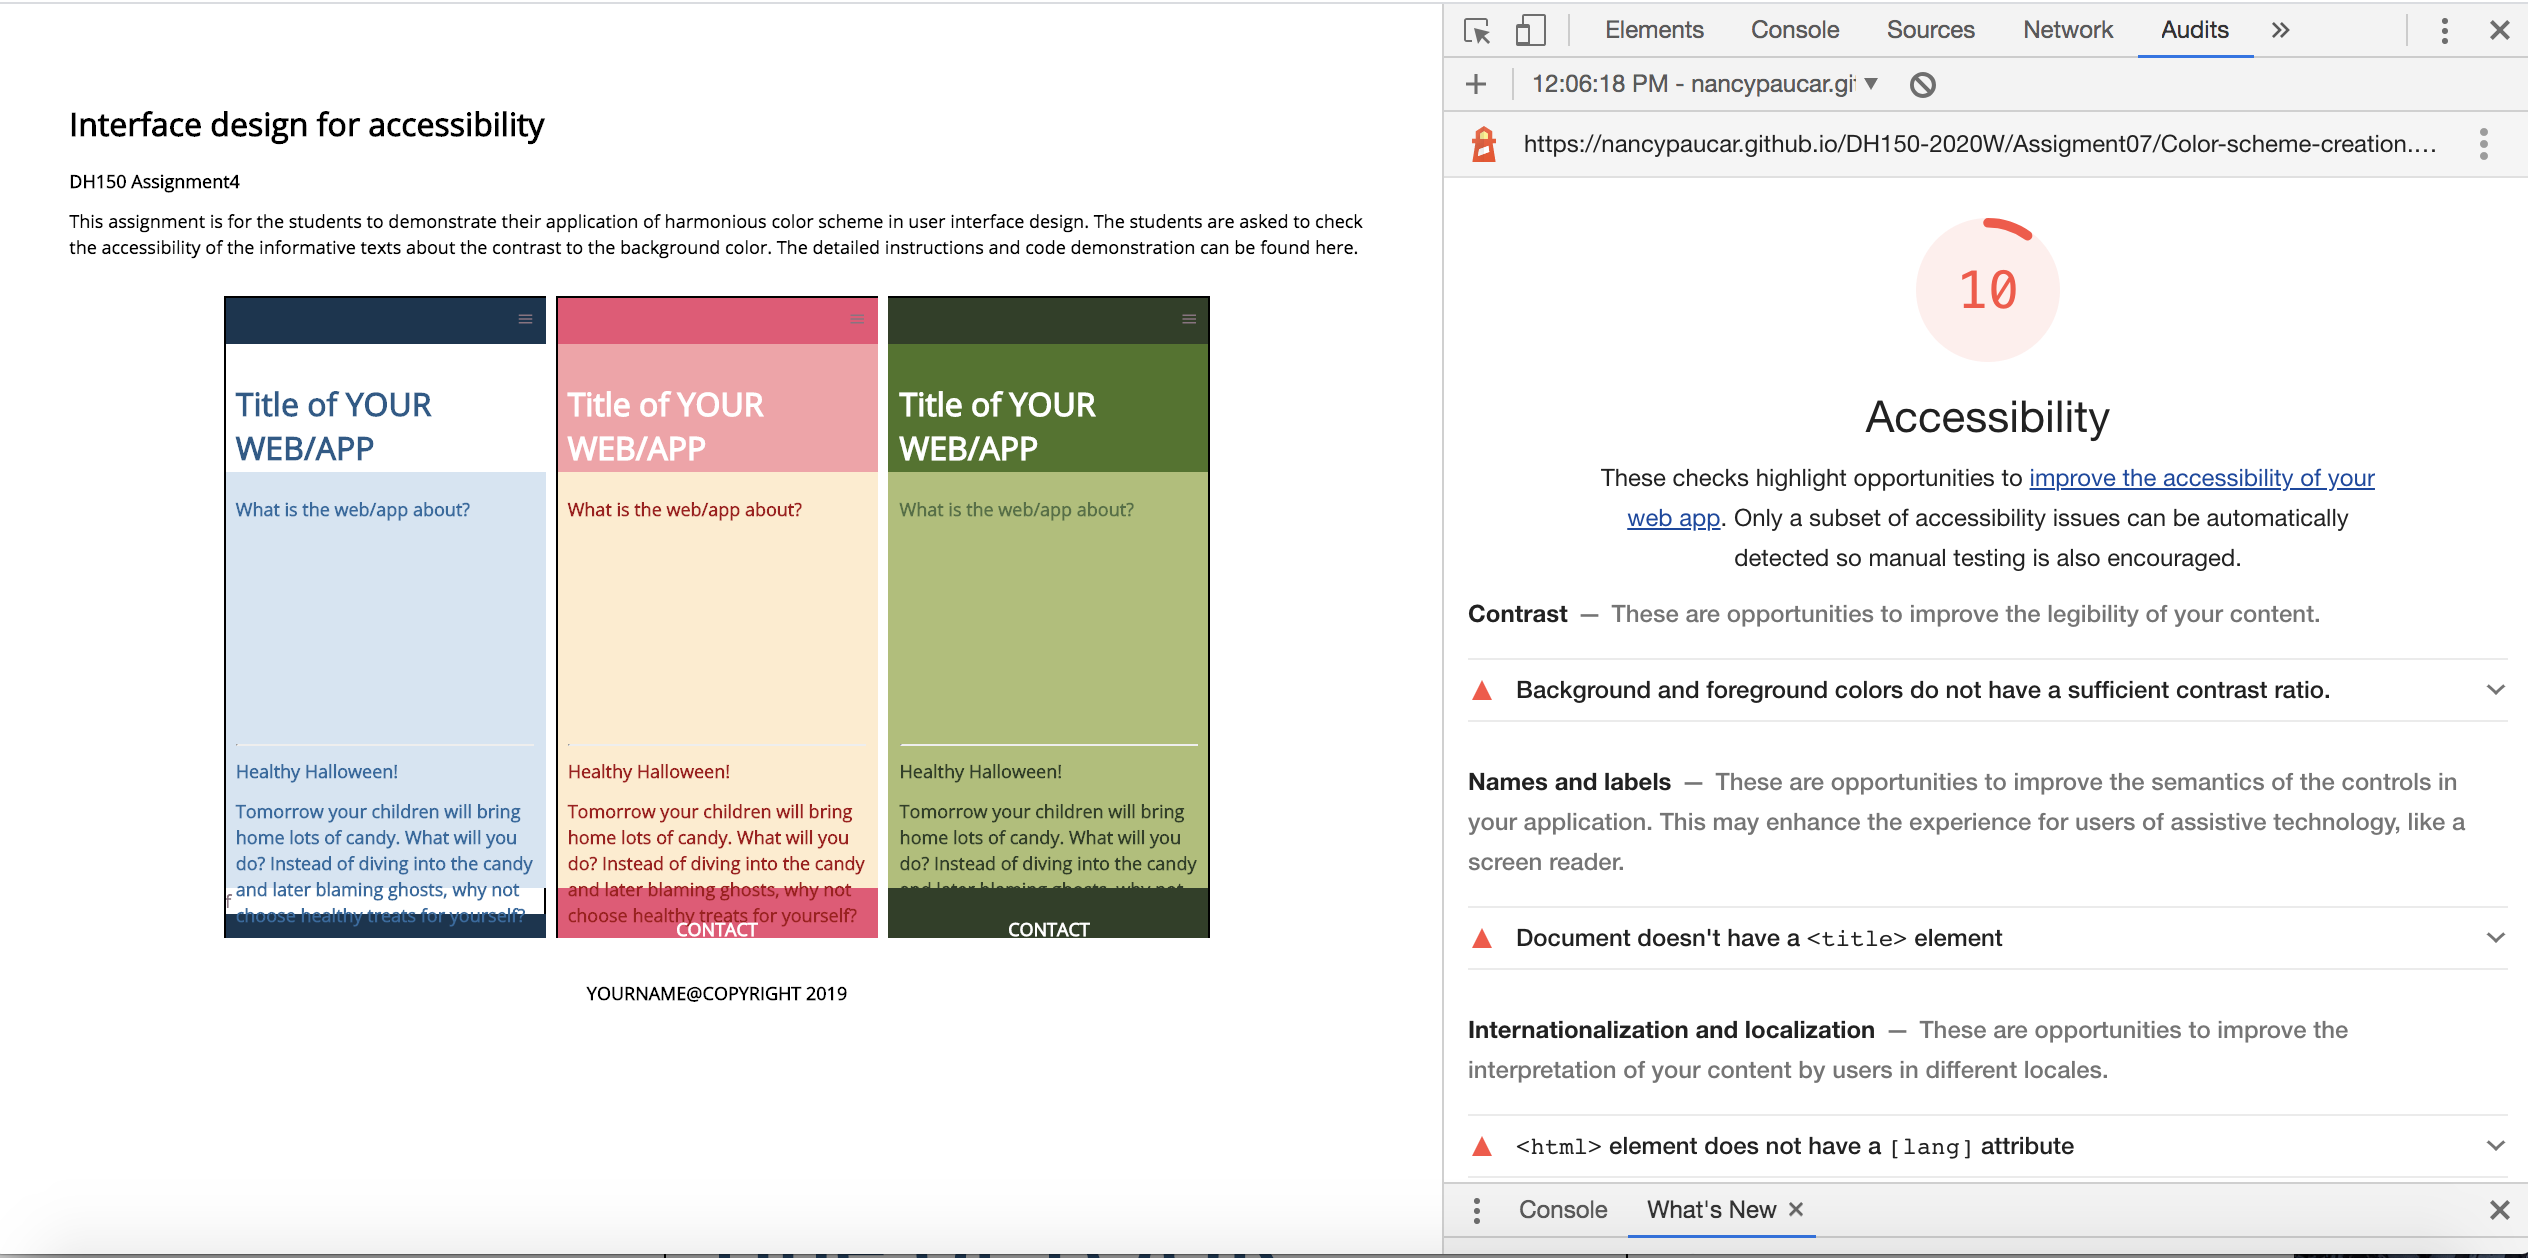 Interface design for accessibility
DH150 Assignment4
This assignment is for the students to demonstrate their application of harmonious color scheme in user interface design. The students are asked to check
the accessibility of the informative texts about the contrast to the background color. The detailed instructions and code demonstration can be found here.
Title of YOUR
WEB/APP
What is the web/app about?
Healthy Halloween!
Tomorrow your children will bring
home lots of candy. What will you
do? Instead of diving into the candy
and later blaming ghosts, why not
f
choose healthy treats for yourself?
Title of YOUR
WEB/APP
What is the web/app about?
Healthy Halloween!
Tomorrow your children will bring
home lots of candy. What will you
do? Instead of diving into the candy
and later blaming ghosts, why not
choose healthy treats for yourself?
CONTACT
Title of YOUR
WEB/APP
What is the web/app about?
Healthy Halloween!
Tomorrow your children will bring
home lots of candy. What will you
do? Instead of diving into the candy
and later blaming ghosts, why not
CONTACT
YOURNAME@COPYRIGHT 2019
Elements Console Sources Network Audits »
12:06:18 PM - nancypaucar.gi
https://nancypaucar.github.io/DH150-2020W/Assigment07/Color-scheme-creation.…
10
Accessibility
These checks highlight opportunities to improve the accessibility of your
web app. Only a subset of accessibility issues can be automatically
detected so manual testing is also encouraged.
Contrast — These are opportunities to improve the legibility of your content.
Background and foreground colors do not have a sufficient contrast ratio.
Names and labels — These are opportunities to improve the semantics of the controls in
your application. This may enhance the experience for users of assistive technology, like a
screen reader.
Document doesn't have a <title> element
Internationalization and localization — These are opportunities to improve the
interpretation of your content by users in different locales.
<html> element does not have a [lang] attribute
Console What's New